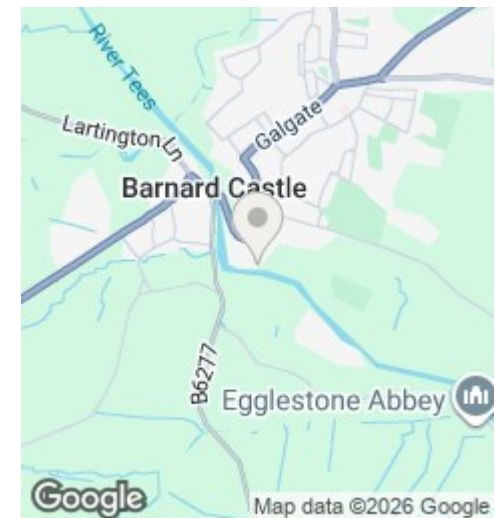 River Tees
Lartington Ln
Galgate
Barnard Castle
B6277
Egglestone Abbey
Google
Map data ©2026 Google